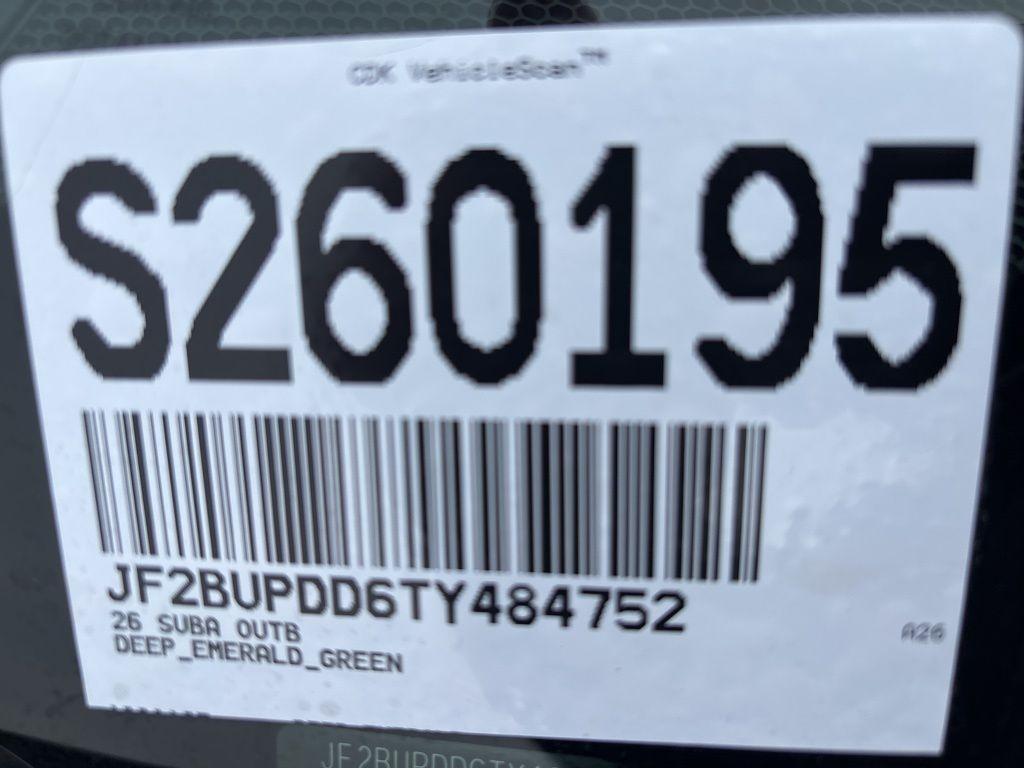 CDK VehicleScan™
S260195
JF2BUPDD6TY484752
26 SUBA OUTB
A26
DEEP_EMERALD_GREEN